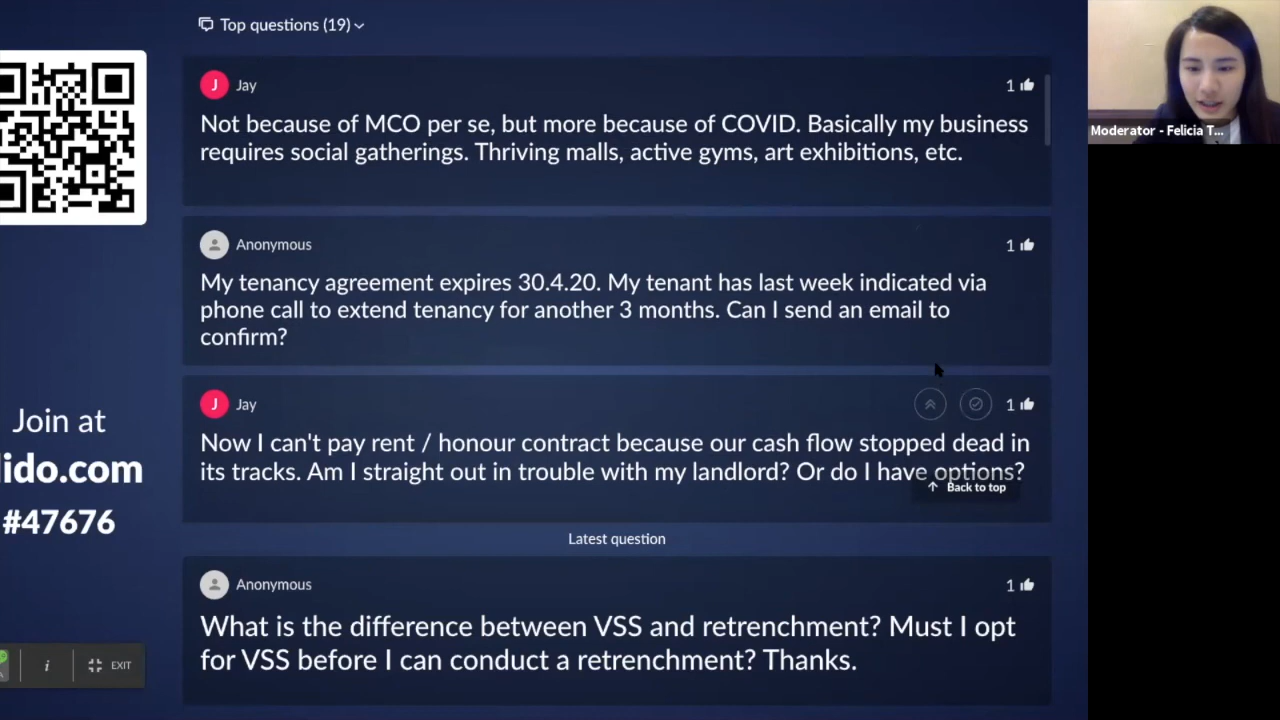 Top questions (19)
J Jay
1
Not because of MCO per se, but more because of COVID. Basically my business
requires social gatherings. Thriving malls, active gyms, art exhibitions, etc.
Anonymous
1
My tenancy agreement expires 30.4.20. My tenant has last week indicated via
phone call to extend tenancy for another 3 months. Can I send an email to
confirm?
J Jay
1
Now I can't pay rent / honour contract because our cash flow stopped dead in
its tracks. Am I straight out in trouble with my landlord? Or do I have options?
Back to top
Latest question
Anonymous
1
What is the difference between VSS and retrenchment? Must I opt
for VSS before I can conduct a retrenchment? Thanks.
Join at
lido.com
#47676
i
EXIT
Moderator - Felicia T...